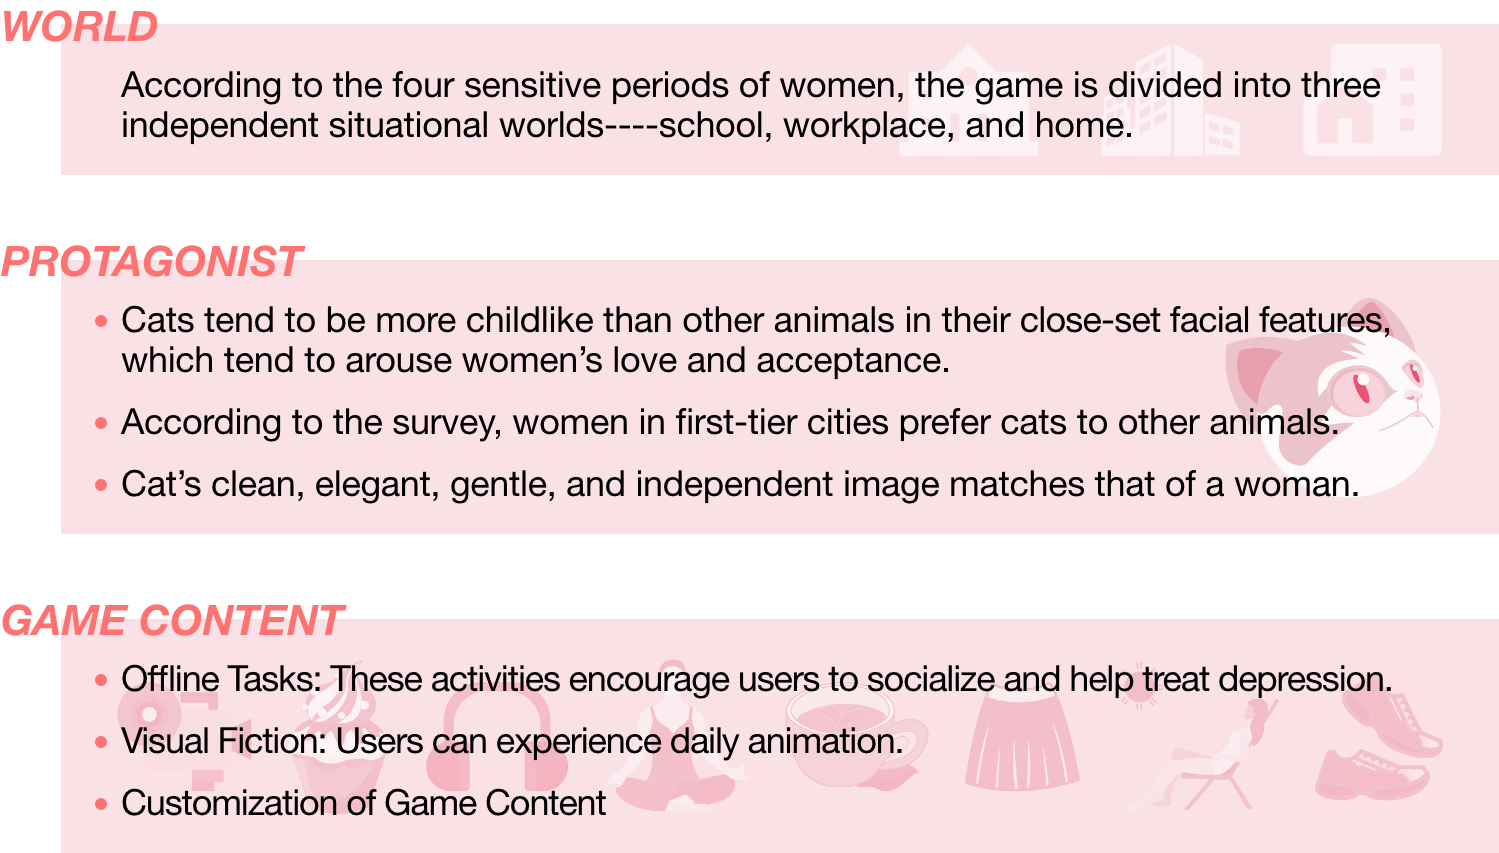 WORLD
According to the four sensitive periods of women, the game is divided into three
independent situational worlds----school, workplace, and home.
PROTAGONIST
• Cats tend to be more childlike than other animals in their close-set facial features,
which tend to arouse women’s love and acceptance.
• According to the survey, women in first-tier cities prefer cats to other animals.
• Cat’s clean, elegant, gentle, and independent image matches that of a woman.
GAME CONTENT
• Offline Tasks: These activities encourage users to socialize and help treat depression.
• Visual Fiction: Users can experience daily animation.
• Customization of Game Content